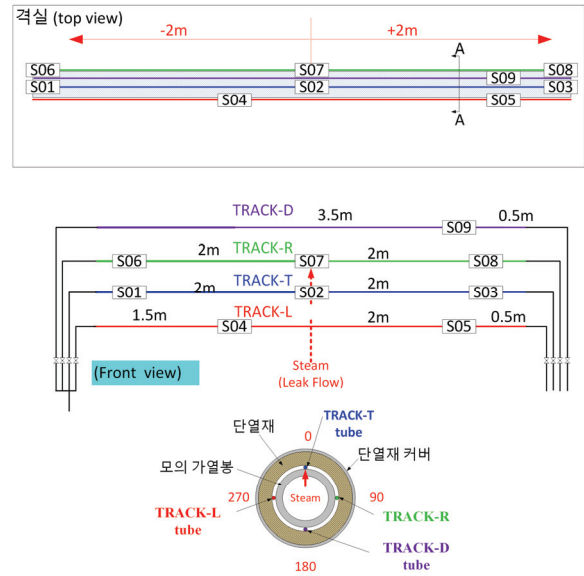 격실 (top view)
-2m
+2m
A
S06
S07
S08
S09
S01
S02
S03
S04
S05
A
TRACK-D
3.5m
S09
0.5m
TRACK-R
S06
2m
S07
2m
S08
TRACK-T
S01
2m
S02
2m
S03
TRACK-L
1.5m
S04
2m
S05
0.5m
(Front view)
Steam
(Leak Flow)
단열재
0
TRACK-T
tube
단열재 커버
모의 가열봉
270
Steam
90
TRACK-L
tube
TRACK-R
TRACK-D
tube
180